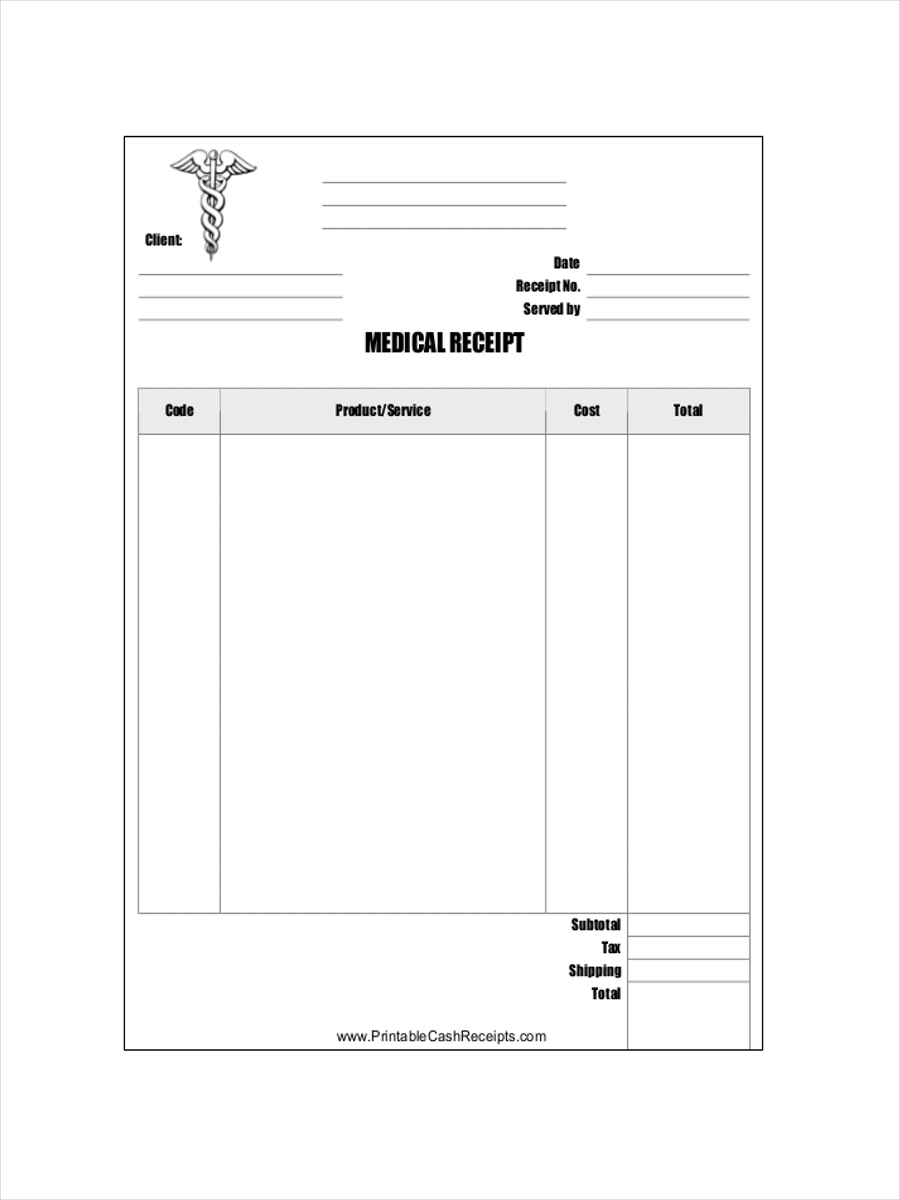 Client:
Date
Receipt No.
Served by
MEDICAL RECEIPT
Code Product/Service Cost Total
Subtotal
Tax
Shipping
Total
www.PrintableCashReceipts.com